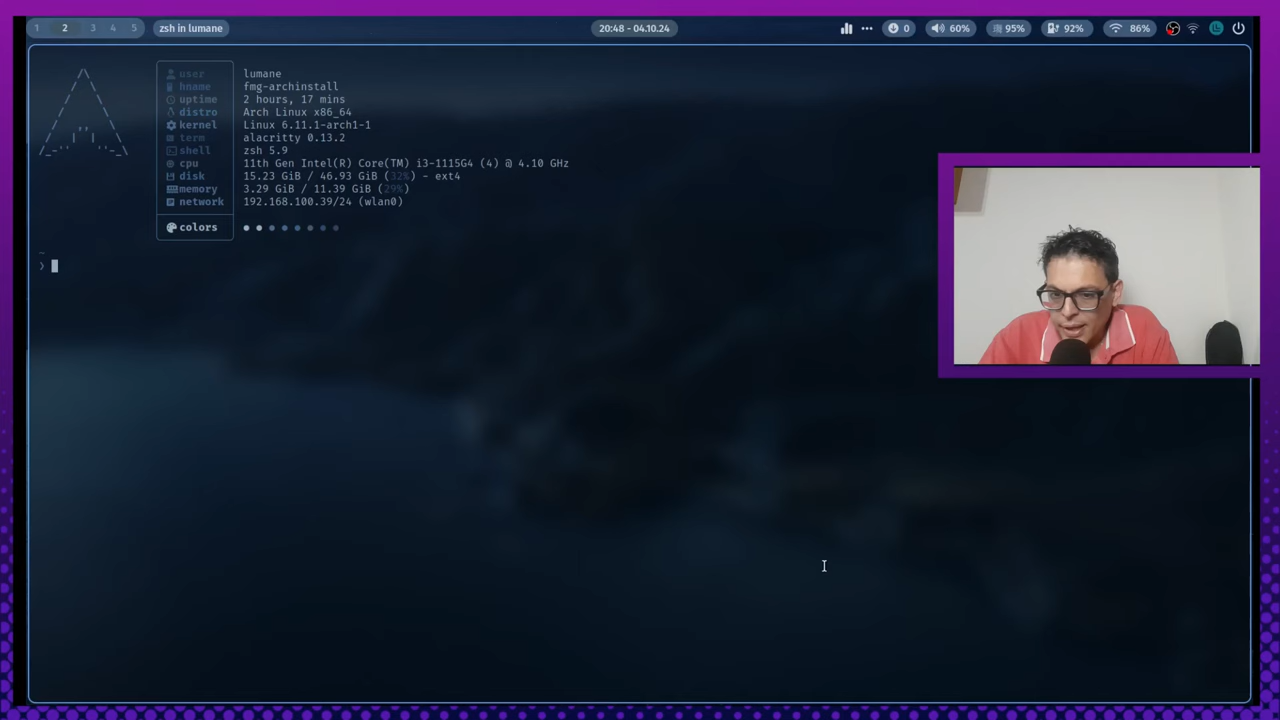 1 2 3 4 5 zsh in lumane 20:48 - 04.10.24 0 60% 95% 92% 86%
user lumane
hname fmg-archinstall
uptime 2 hours, 17 mins
distro Arch Linux x86_64
kernel Linux 6.11.1-arch1-1
term alacritty 0.13.2
shell zsh 5.9
cpu 11th Gen Intel(R) Core(TM) i3-1115G4 (4) @ 4.10 GHz
disk 15.23 GiB / 46.93 GiB (32%) - ext4
memory 3.29 GiB / 11.39 GiB (29%)
network 192.168.100.39/24 (wlan0)
colors
~
❯